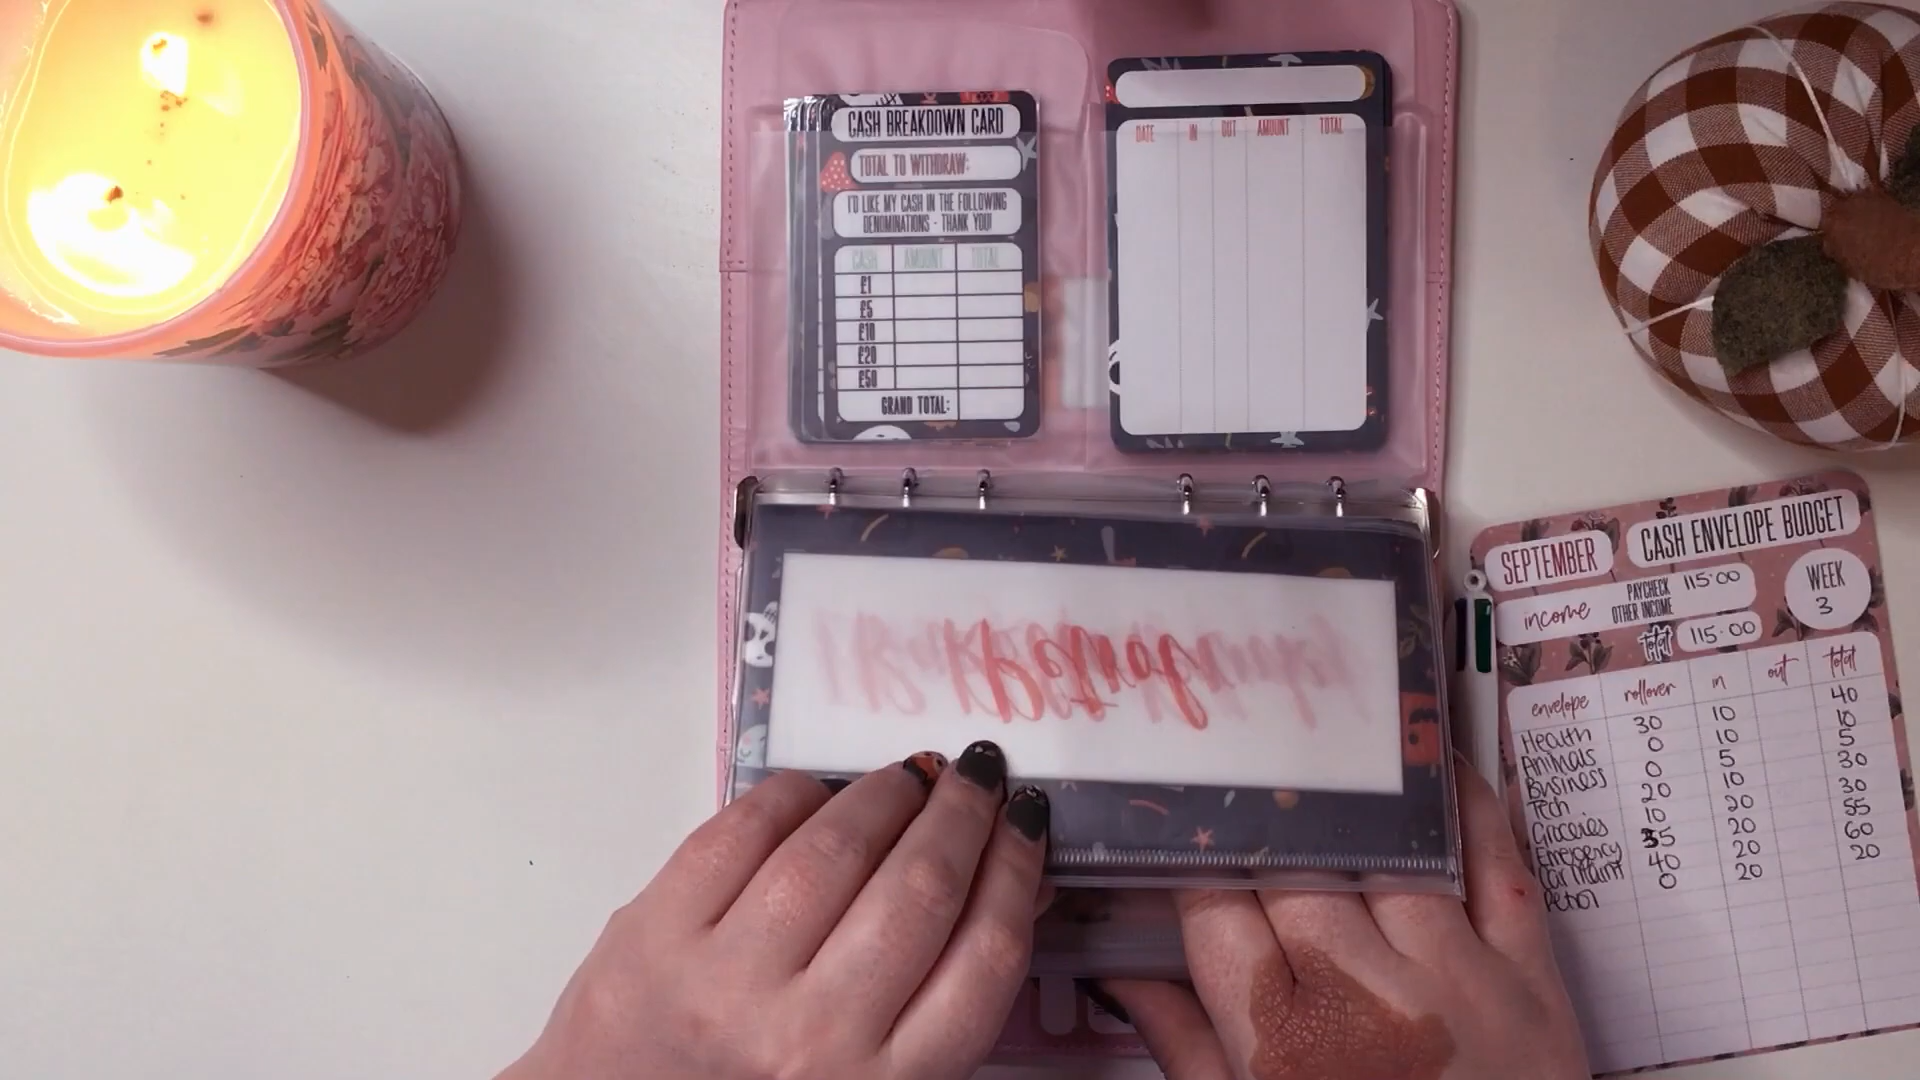 CASH BREAKDOWN CARD
TOTAL TO WITHDRAW:
I'D LIKE MY CASH IN THE FOLLOWING
DENOMINATIONS - THANK YOU!
CASH AMOUNT TOTAL
£1
£5
£10
£20
£50
GRAND TOTAL:
DATE IN OUT AMOUNT TOTAL
SEPTEMBER CASH ENVELOPE BUDGET
income PAYCHECK 115.00
OTHER INCOME
total 115.00
WEEK
3
envelope rollover in out total
Health 30 10 40
Animals 0 10 10
Business 0 5 5
Tech 20 10 30
Groceries 10 20 30
Emergency 35 20 55
Car Maint 40 20 60
Petrol 0 20 20